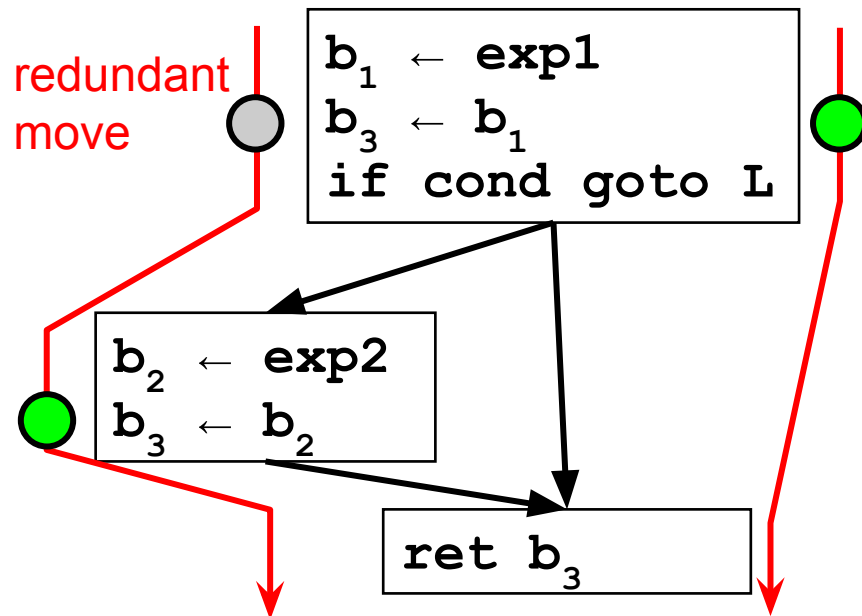 redundant
move
b₁ ← exp1
b₃ ← b₁
if cond goto L
b₂ ← exp2
b₃ ← b₂
ret b₃